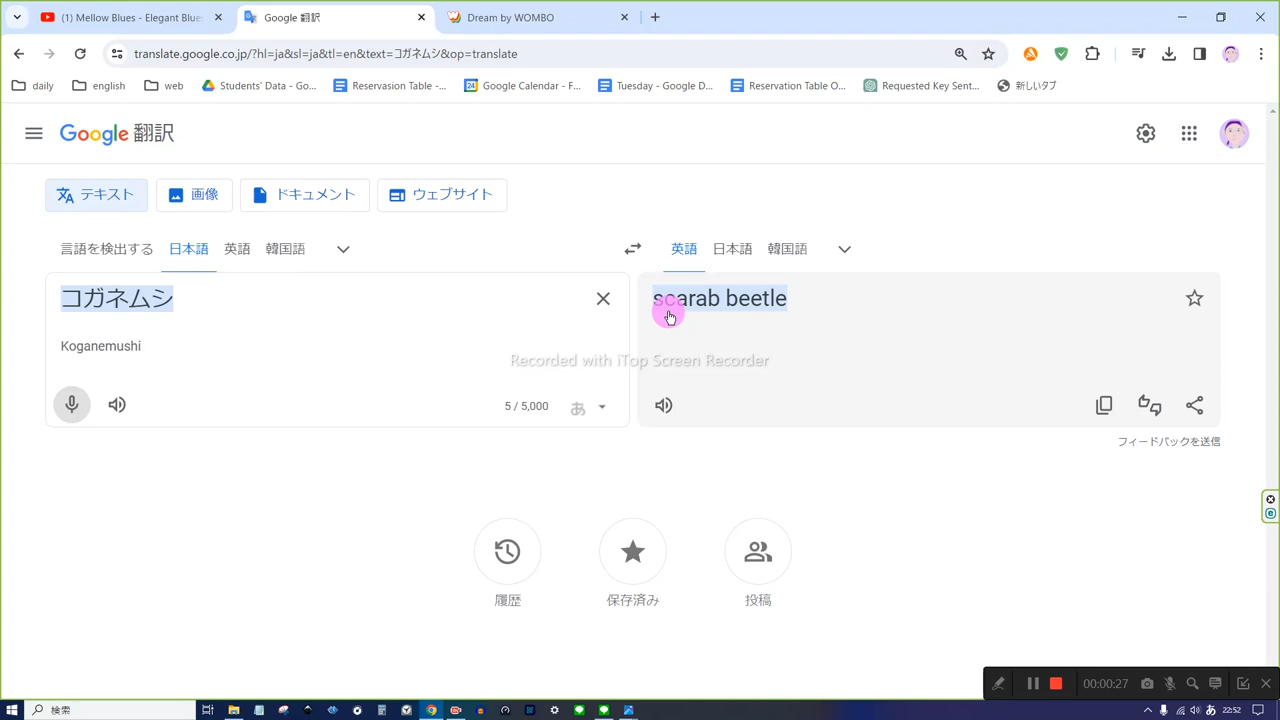 (1) Mellow Blues - Elegant Blues
Google 翻訳
Dream by WOMBO
translate.google.co.jp/?hl=ja&sl=ja&tl=en&text=コガネムシ&op=translate
daily
english
web
Students' Data - Go...
Reservasion Table -...
Google Calendar - F...
Tuesday - Google D...
Reservation Table O...
Requested Key Sent...
新しいタブ
Google 翻訳
テキスト
画像
ドキュメント
ウェブサイト
言語を検出する
日本語
英語
韓国語
英語
日本語
韓国語
コガネムシ
scarab beetle
Koganemushi
Recorded with iTop Screen Recorder
5 / 5,000
あ
フィードバックを送信
履歴
保存済み
投稿
00:00:27
検索
あ
22:52